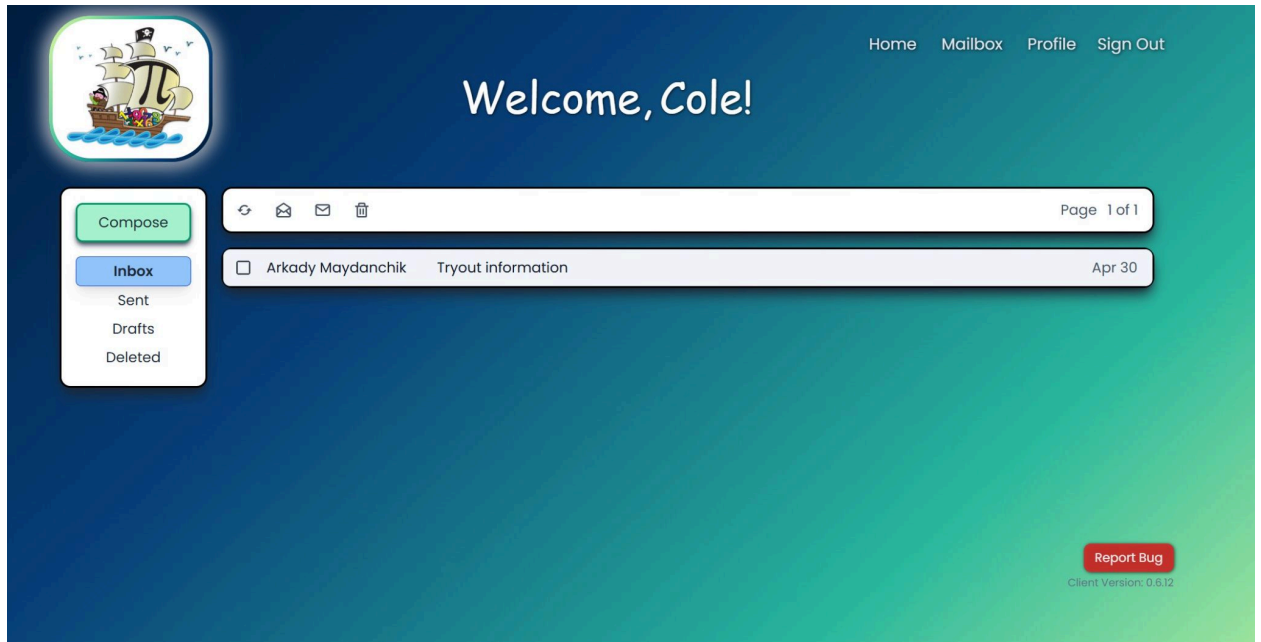 Home Mailbox Profile Sign Out
Welcome, Cole!
Compose
Inbox
Sent
Drafts
Deleted
Page 1 of 1
Arkady Maydanchik Tryout information Apr 30
Report Bug
Client Version: 0.6.12